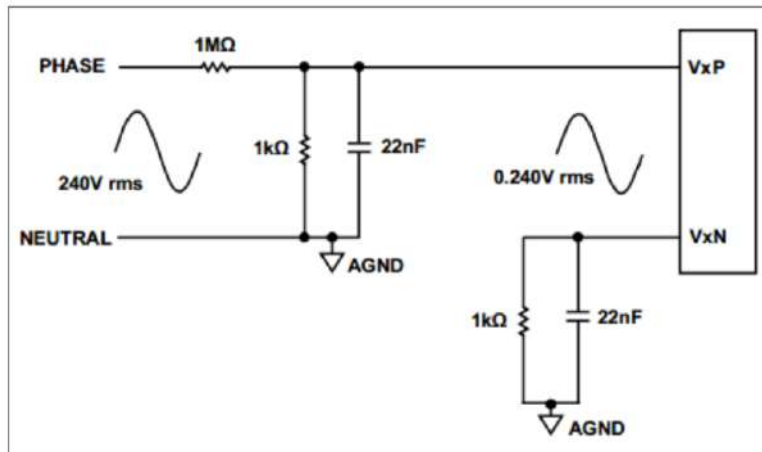 1MΩ
PHASE
VxP
1kΩ
22nF
240V rms
0.240V rms
NEUTRAL
VxN
AGND
1kΩ
22nF
AGND